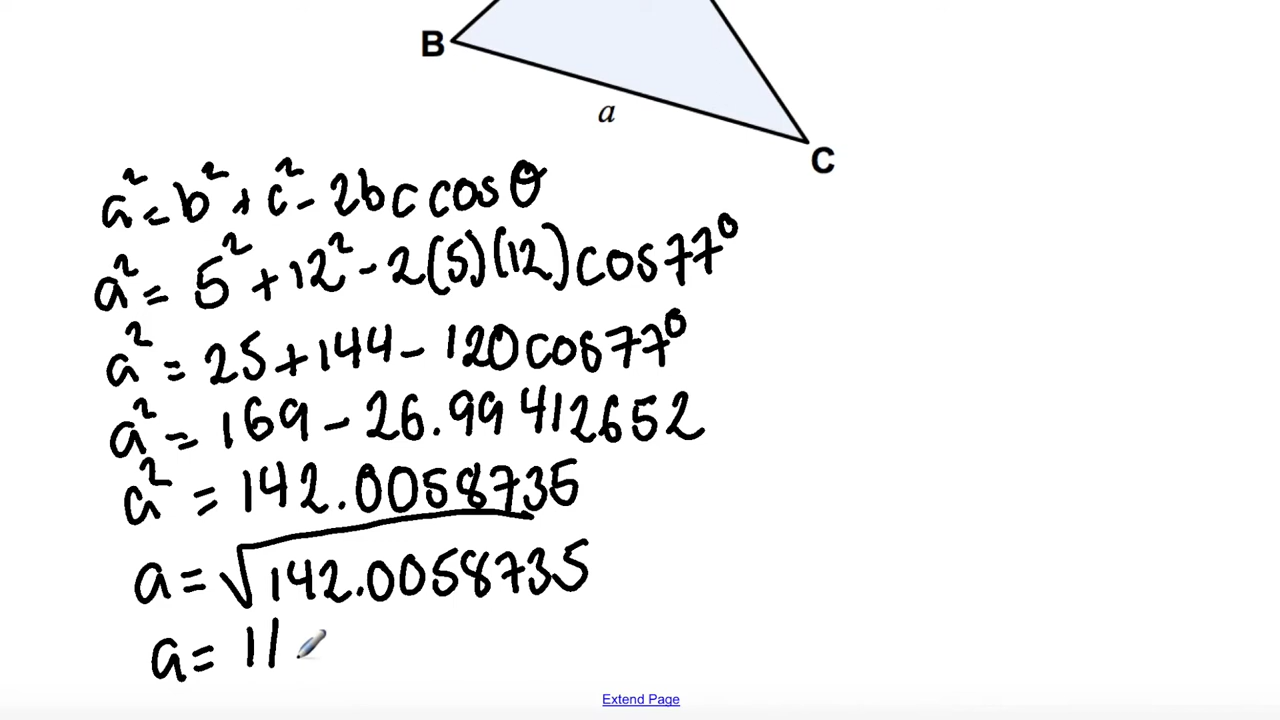 B
a
C
a² = b² + c² - 2bc cos θ
a² = 5² + 12² - 2(5)(12) cos 77°
a² = 25 + 144 - 120 cos 77°
a² = 169 - 26.99412652
a² = 142.0058735
a = √142.0058735
a = 11
Extend Page